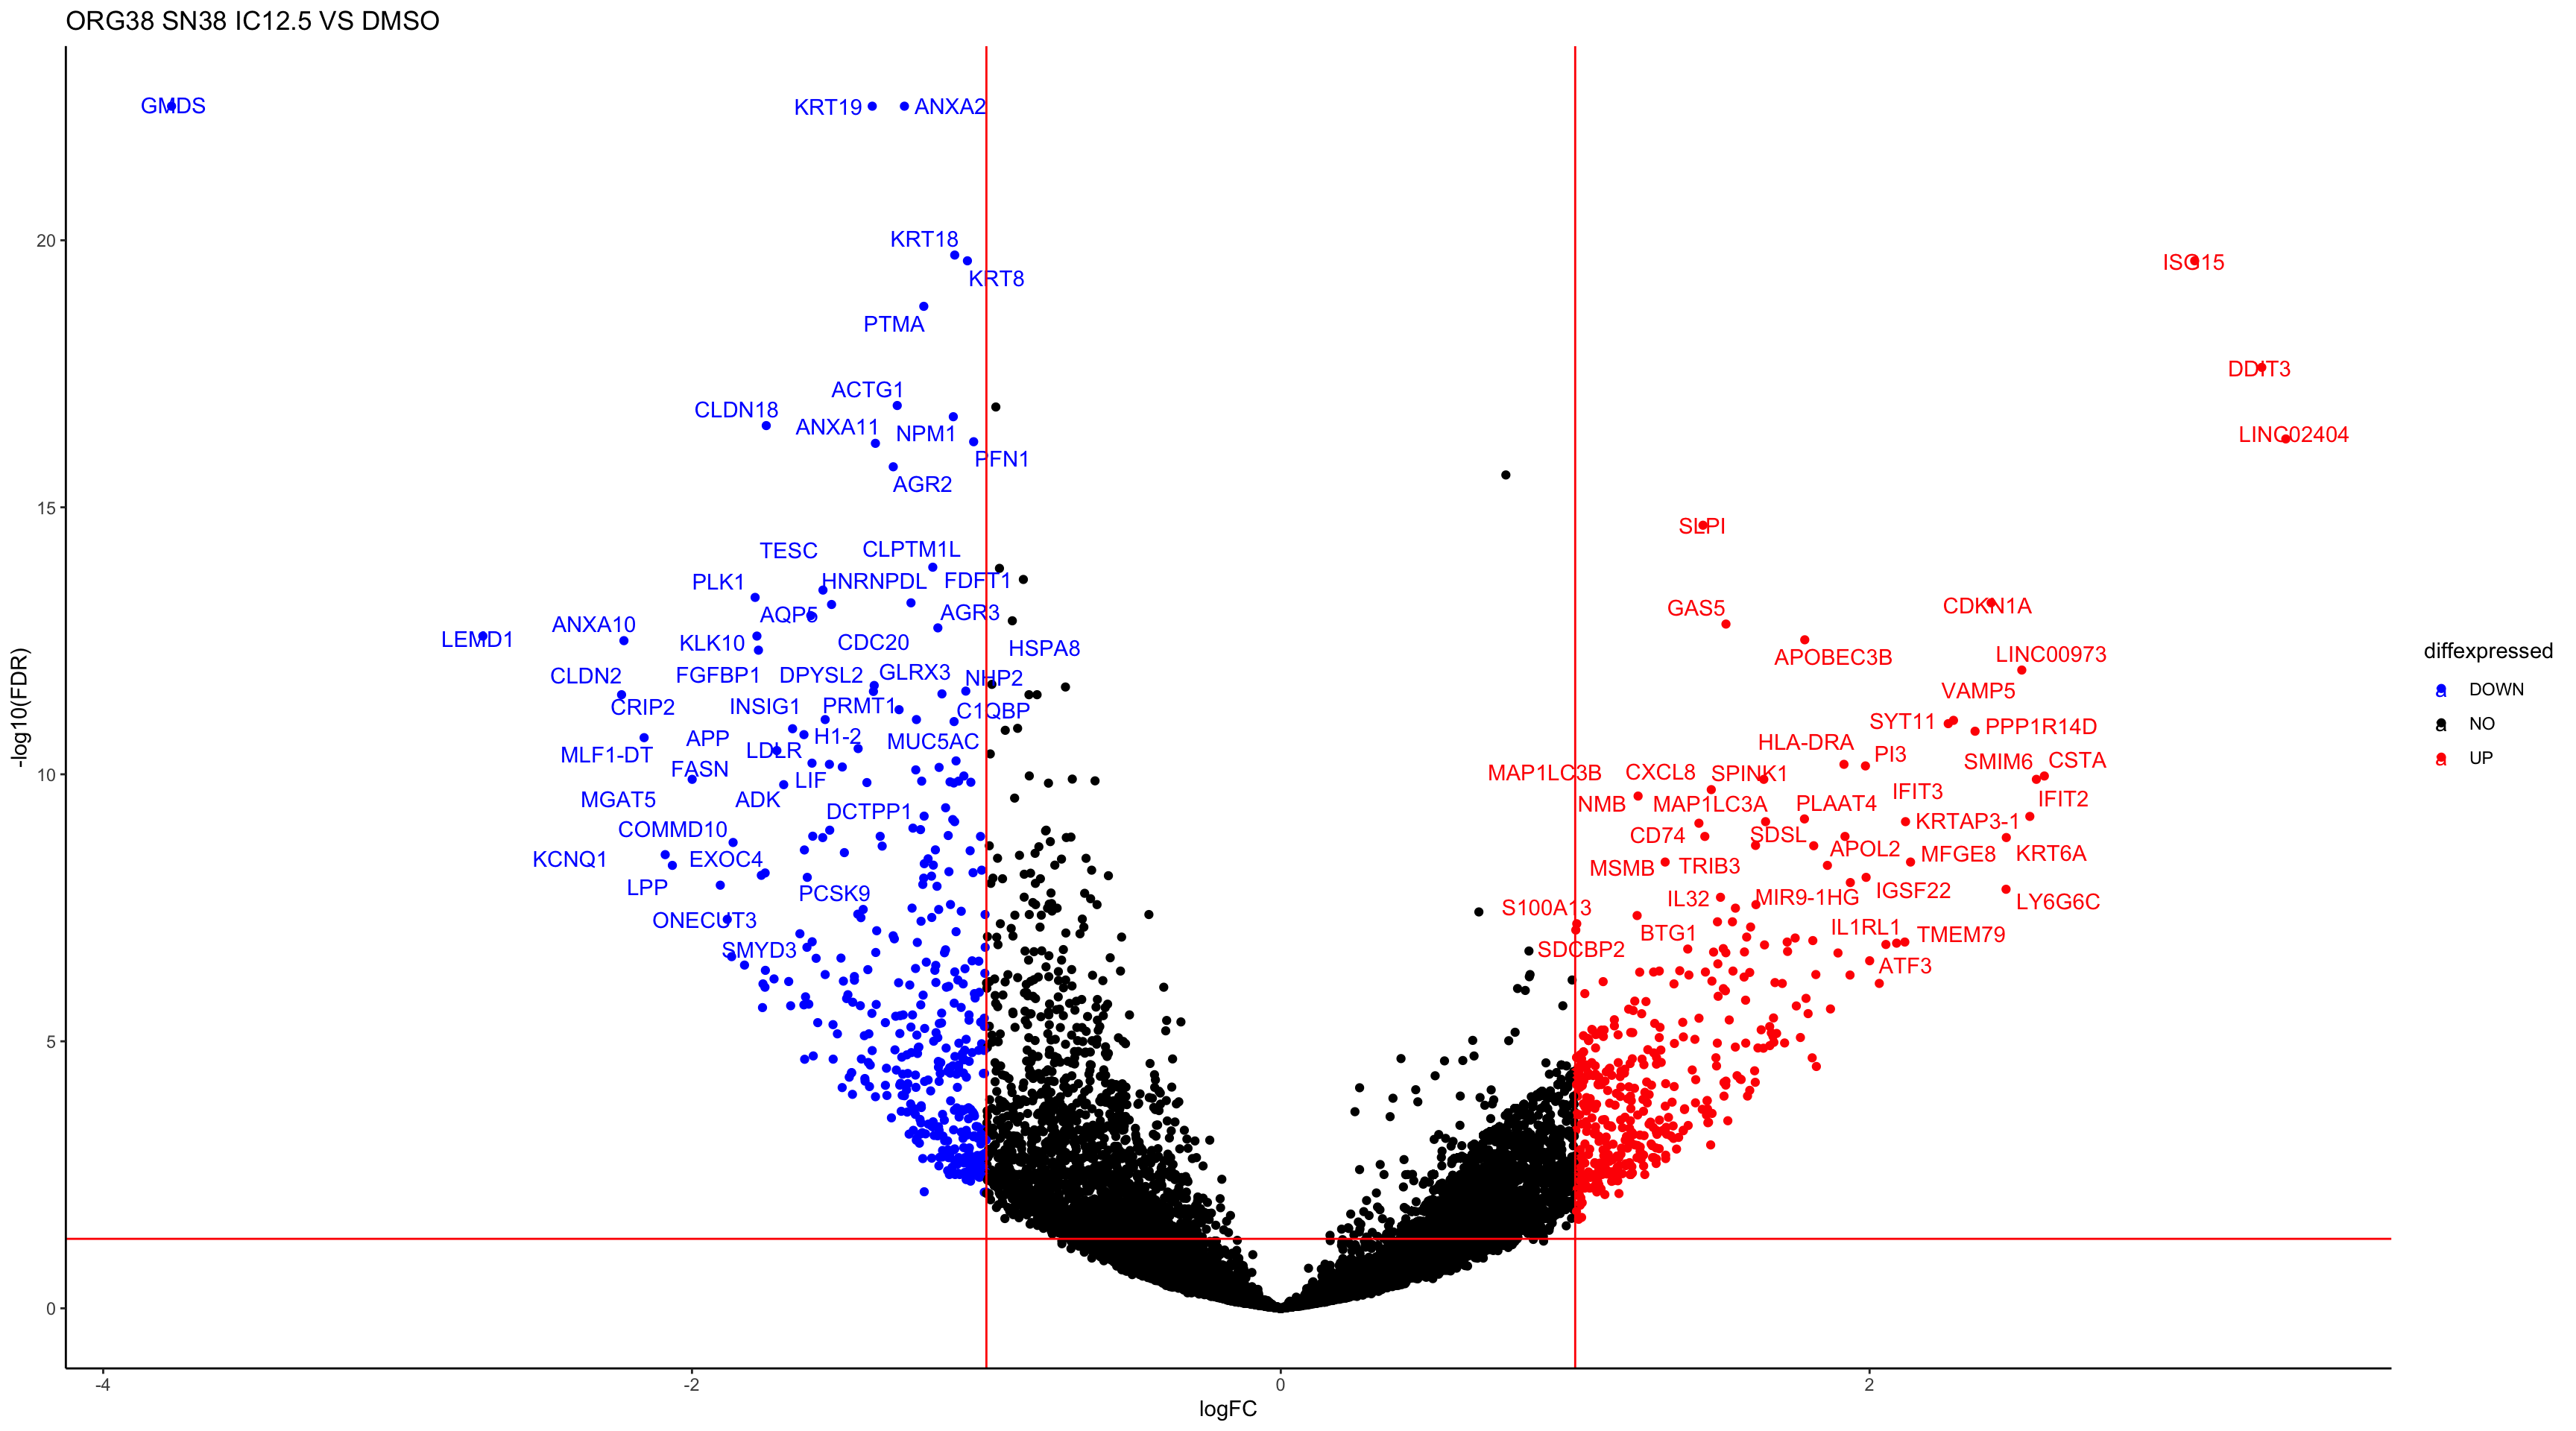 ORG38 SN38 IC12.5 VS DMSO
GMDS
KRT19
ANXA2
KRT18
KRT8
ISG15
PTMA
DDIT3
ACTG1
CLDN18
ANXA11
NPM1
LINC02404
PFN1
AGR2
SLPI
TESC
CLPTM1L
PLK1
HNRNPDL
FDFT1
AQP5
AGR3
GAS5
CDKN1A
ANXA10
LEMD1
KLK10
CDC20
HSPA8
APOBEC3B
LINC00973
CLDN2
FGFBP1
DPYSL2
GLRX3
NHP2
VAMP5
CRIP2
INSIG1
PRMT1
C1QBP
SYT11
PPP1R14D
APP
H1-2
MUC5AC
HLA-DRA
MLF1-DT
LDLR
PI3
SMIM6
CSTA
FASN
LIF
MAP1LC3B
CXCL8
SPINK1
MGAT5
ADK
DCTPP1
NMB
MAP1LC3A
PLAAT4
IFIT3
IFIT2
COMMD10
CD74
SDSL
KRTAP3-1
KCNQ1
EXOC4
APOL2
MFGE8
KRT6A
MSMB
TRIB3
LPP
PCSK9
IL32
MIR9-1HG
IGSF22
LY6G6C
S100A13
ONECUT3
BTG1
IL1RL1
TMEM79
SMYD3
SDCBP2
ATF3
20
15
10
5
0
-log10(FDR)
-4
-2
0
2
logFC
diffexpressed
a DOWN
a NO
a UP